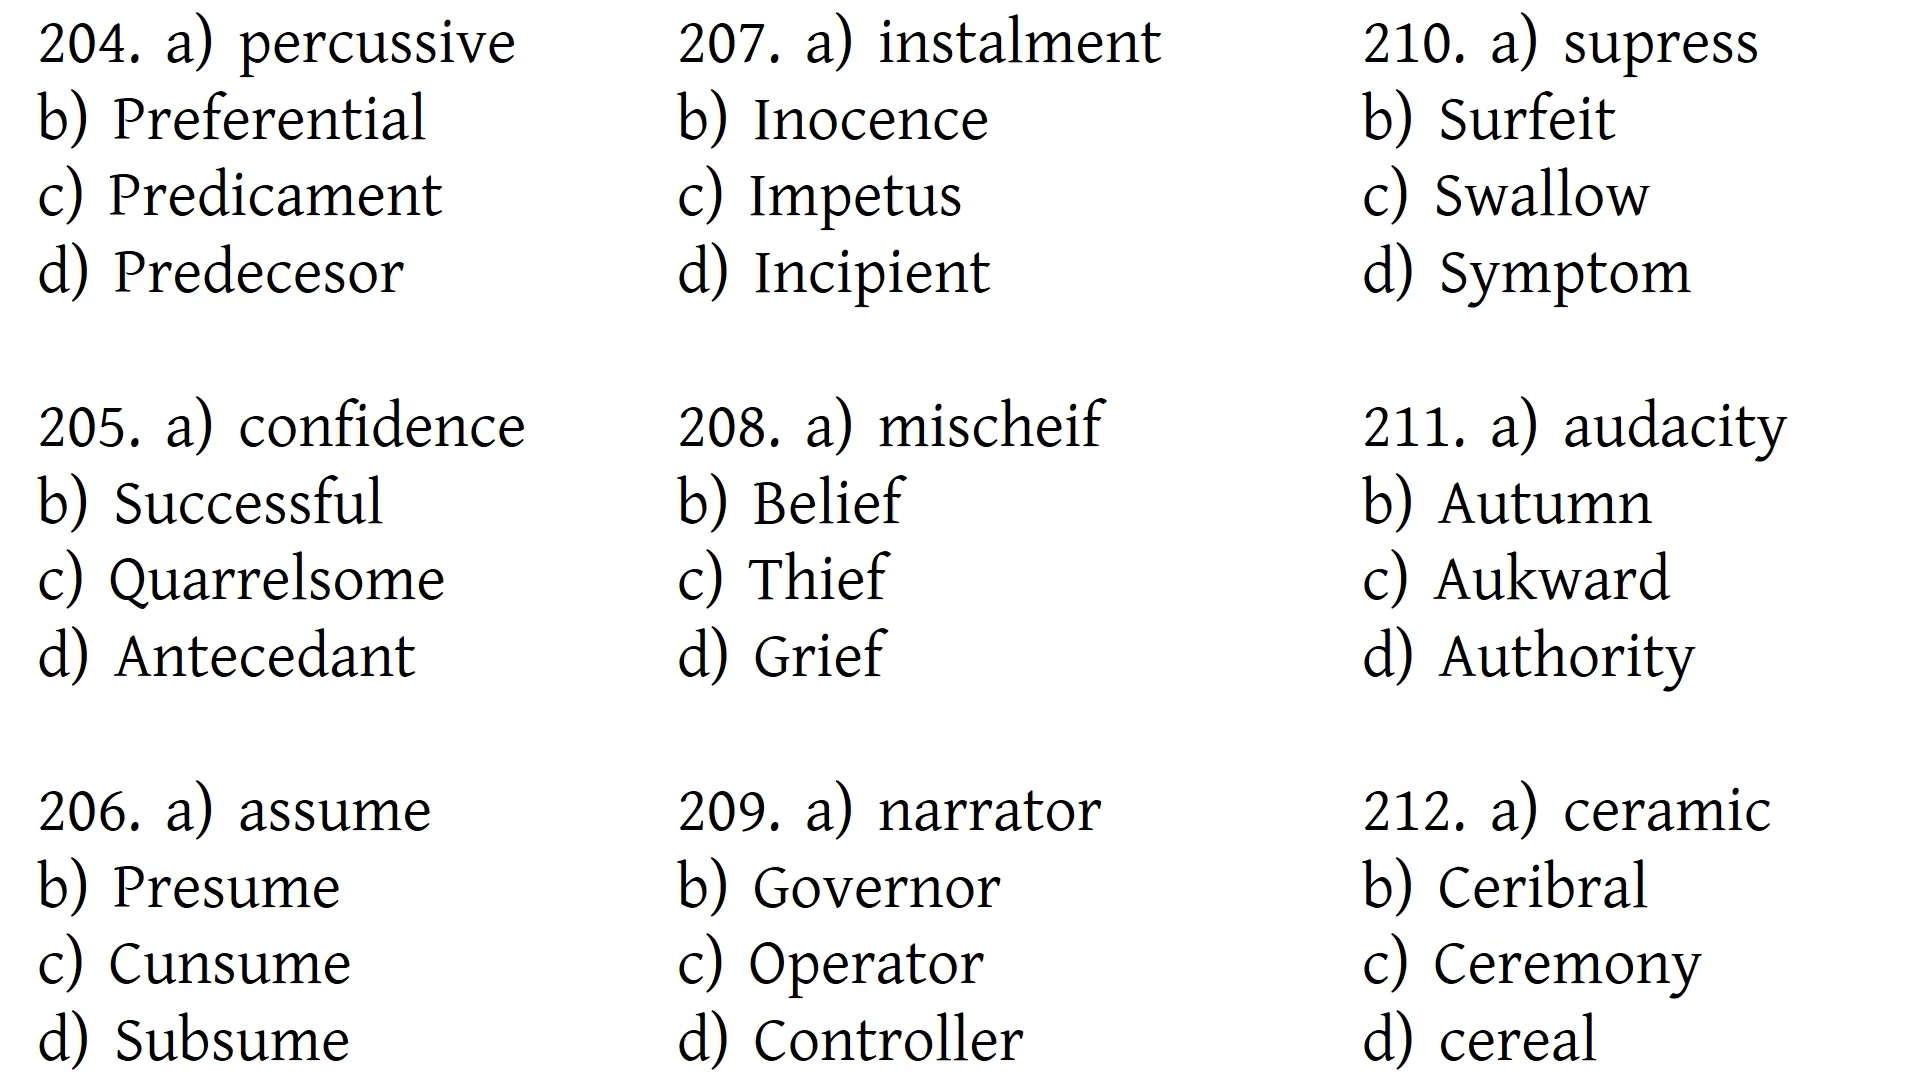 204. a) percussive
b) Preferential
c) Predicament
d) Predecesor
205. a) confidence
b) Successful
c) Quarrelsome
d) Antecedant
206. a) assume
b) Presume
c) Cunsume
d) Subsume
207. a) instalment
b) Inocence
c) Impetus
d) Incipient
208. a) mischeif
b) Belief
c) Thief
d) Grief
209. a) narrator
b) Governor
c) Operator
d) Controller
210. a) supress
b) Surfeit
c) Swallow
d) Symptom
211. a) audacity
b) Autumn
c) Aukward
d) Authority
212. a) ceramic
b) Ceribral
c) Ceremony
d) cereal